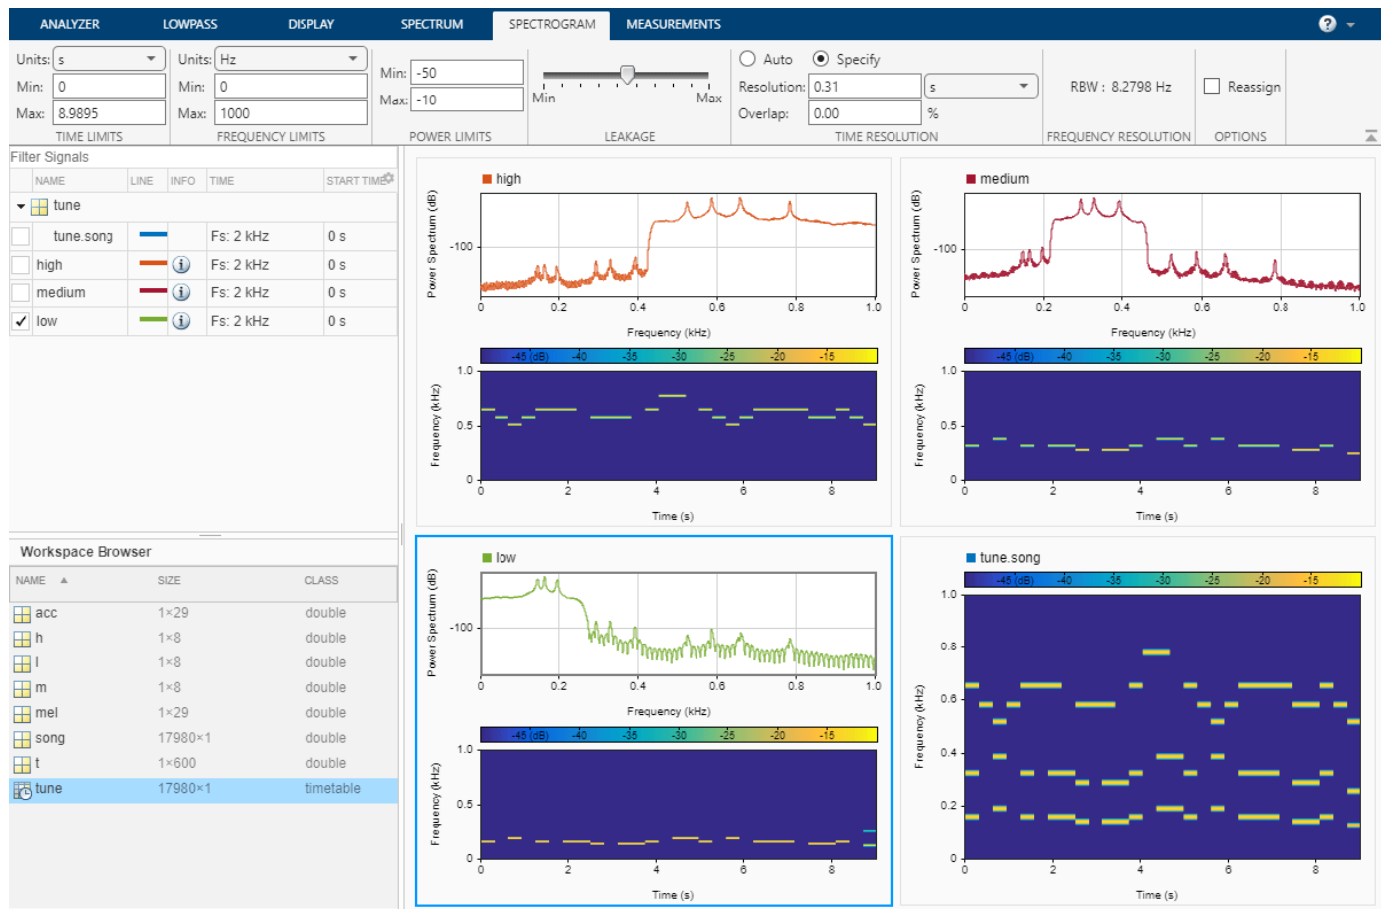 ANALYZER LOWPASS DISPLAY SPECTRUM SPECTROGRAM MEASUREMENTS ?
Units: s Units: Hz Min: -50 Auto Specify
Min: 0 Min: 0 Max: -10 Min Max Resolution: 0.31 s RBW : 8.2798 Hz Reassign
Max: 8.9895 Max: 1000 Overlap: 0.00 %
TIME LIMITS FREQUENCY LIMITS POWER LIMITS LEAKAGE TIME RESOLUTION FREQUENCY RESOLUTION OPTIONS
Filter Signals
NAME LINE INFO TIME START TIME
tune
tune.song Fs: 2 kHz 0 s
high Fs: 2 kHz 0 s
medium Fs: 2 kHz 0 s
low Fs: 2 kHz 0 s
Workspace Browser
NAME SIZE CLASS
acc 1×29 double
h 1×8 double
l 1×8 double
m 1×8 double
mel 1×29 double
song 17980×1 double
t 1×600 double
tune 17980×1 timetable
high
Power Spectrum (dB)
-100
0 0.2 0.4 0.6 0.8 1.0
Frequency (kHz)
-45 (dB) -40 -35 -30 -25 -20 -15
Frequency (kHz)
1.0
0.5
0
0 2 4 6 8
Time (s)
medium
Power Spectrum (dB)
-100
0 0.2 0.4 0.6 0.8 1.0
Frequency (kHz)
-45 (dB) -40 -35 -30 -25 -20 -15
Frequency (kHz)
1.0
0.5
0
0 2 4 6 8
Time (s)
low
Power Spectrum (dB)
-100
0 0.2 0.4 0.6 0.8 1.0
Frequency (kHz)
-45 (dB) -40 -35 -30 -25 -20 -15
Frequency (kHz)
1.0
0.5
0
0 2 4 6 8
Time (s)
tune.song
-45 (dB) -40 -35 -30 -25 -20 -15
Frequency (kHz)
1.0
0.8
0.6
0.4
0.2
0
0 2 4 6 8
Time (s)